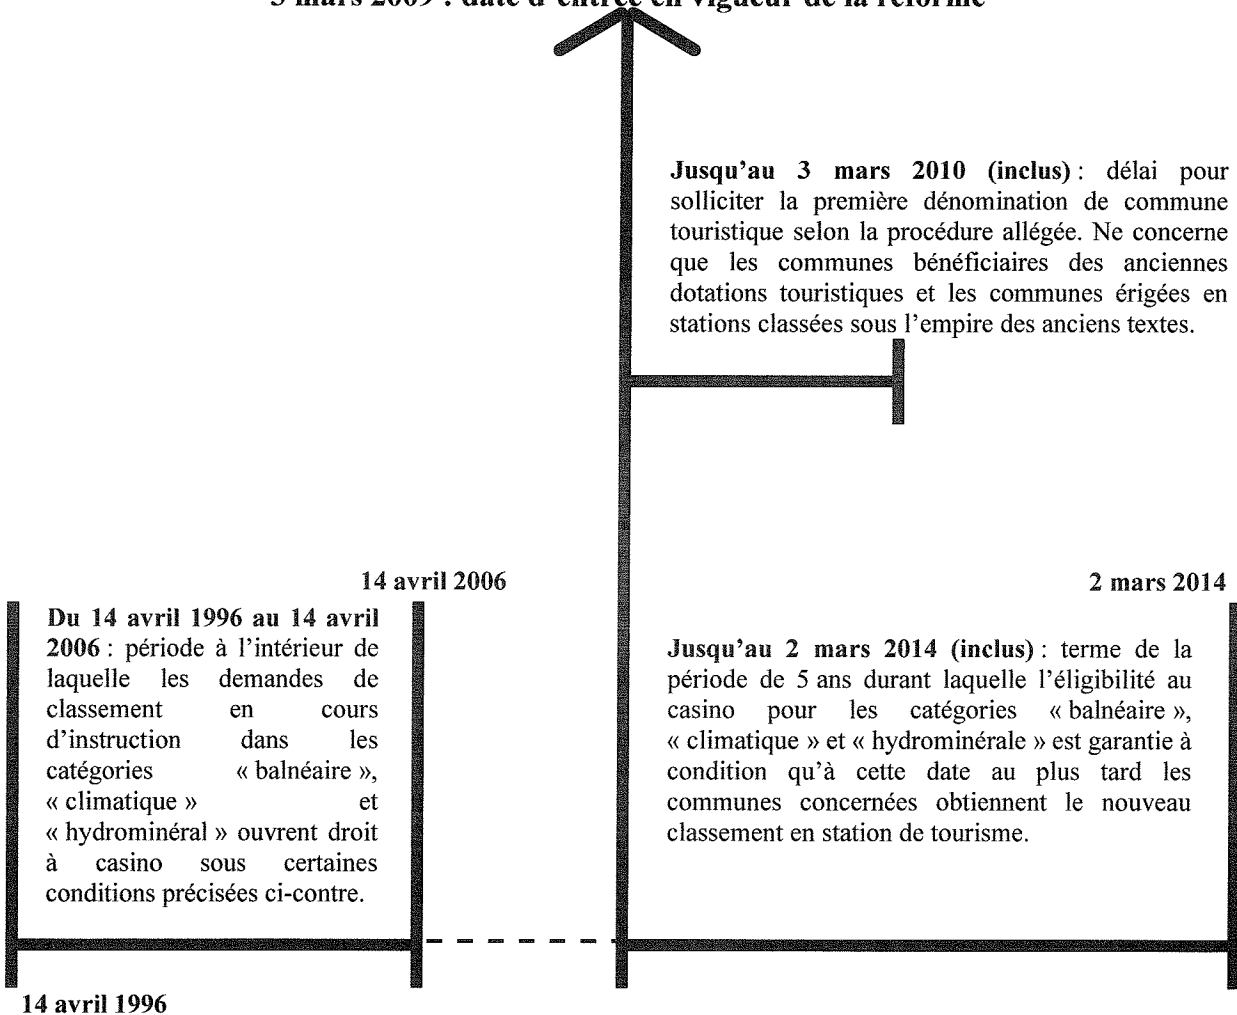 3 mars 2009 : date d'entrée en vigueur de la réforme
Jusqu'au 3 mars 2010 (inclus) : délai pour
solliciter la première dénomination de commune
touristique selon la procédure allégée. Ne concerne
que les communes bénéficiaires des anciennes
dotations touristiques et les communes érigées en
stations classées sous l'empire des anciens textes.
14 avril 2006
Du 14 avril 1996 au 14 avril
2006 : période à l'intérieur de
laquelle les demandes de
classement en cours
d'instruction dans les
catégories « balnéaire »,
« climatique » et
« hydrominéral » ouvrent droit
à casino sous certaines
conditions précisées ci-contre.
2 mars 2014
Jusqu'au 2 mars 2014 (inclus) : terme de la
période de 5 ans durant laquelle l'éligibilité au
casino pour les catégories « balnéaire »,
« climatique » et « hydrominérale » est garantie à
condition qu'à cette date au plus tard les
communes concernées obtiennent le nouveau
classement en station de tourisme.
14 avril 1996